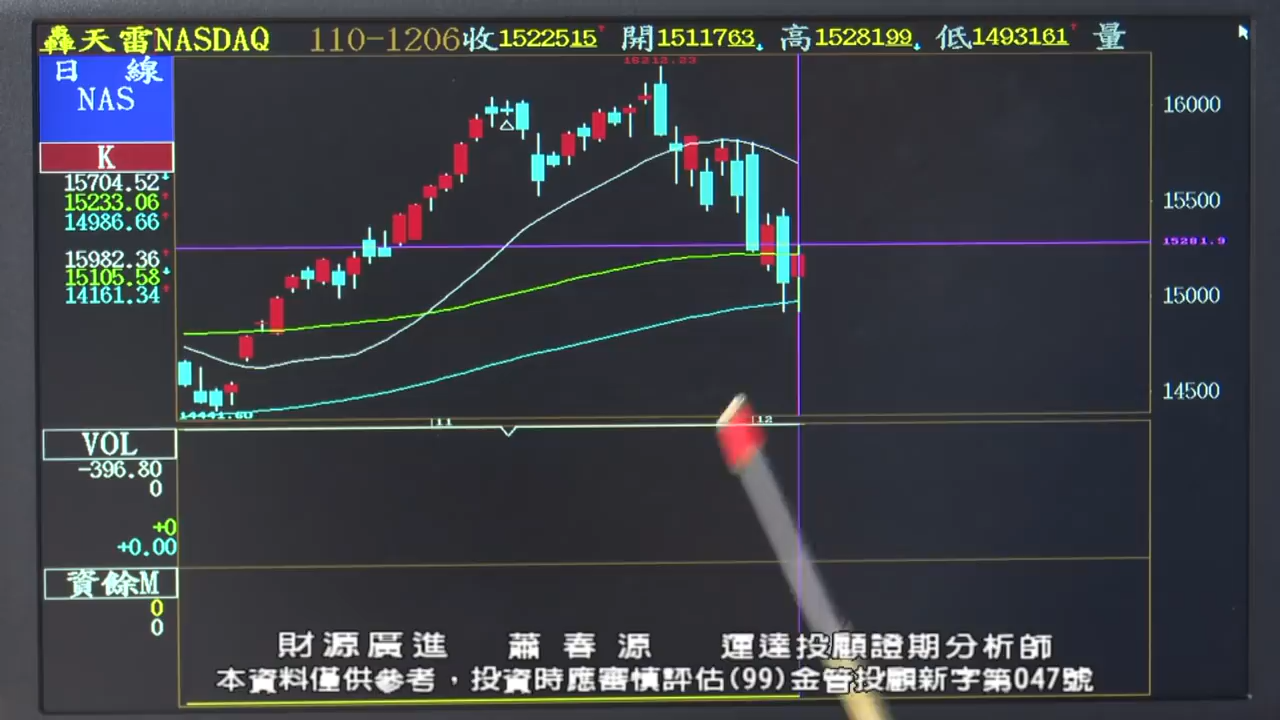 轟天雷NASDAQ 110-1206收1522515 開1511763 高1528199 低1493161 量
日 線
NAS
K
15704.52
15233.06
14986.66
15982.36
15105.58
14161.34
16212.23
16000
15500
15281.9
15000
14500
14441.60
11
12
VOL
-396.80
0
+0
+0.00
資餘M
0
0
財源廣進 蕭春源 運達投顧證期分析師
本資料僅供參考，投資時應審慎評估(99)金管投顧新字第047號